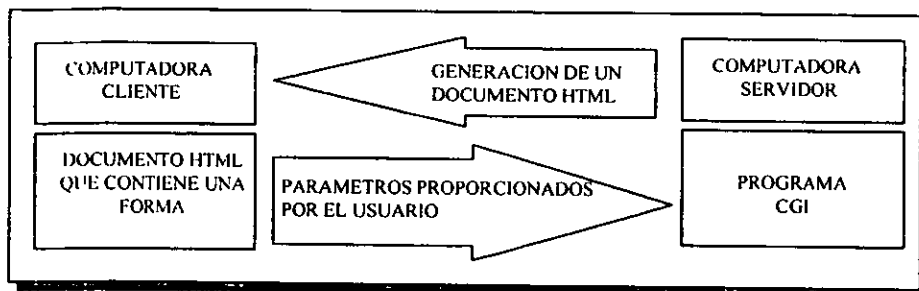 COMPUTADORA
CLIENTE
GENERACION DE UN
DOCUMENTO HTML
COMPUTADORA
SERVIDOR
DOCUMENTO HTML
QUE CONTIENE UNA
FORMA
PARAMETROS PROPORCIONADOS
POR EL USUARIO
PROGRAMA
CGI